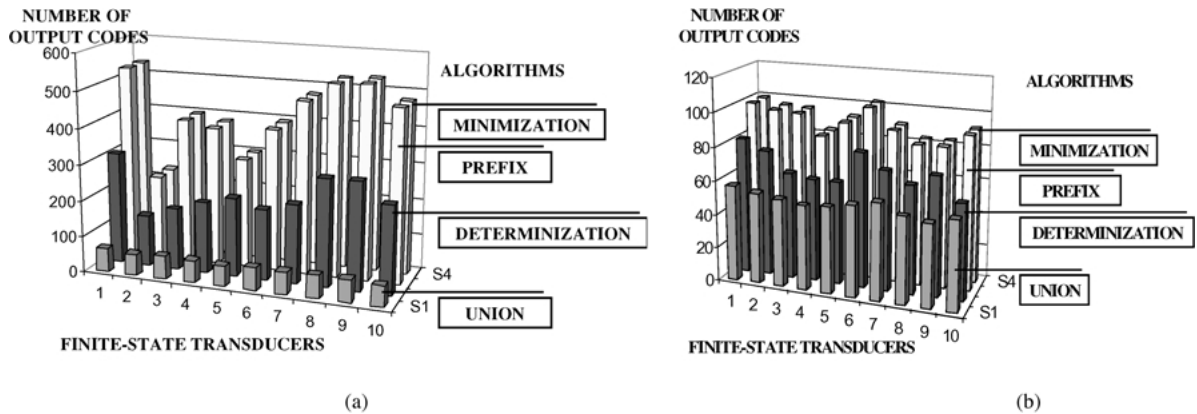 NUMBER OF
OUTPUT CODES
600
500
400
300
200
100
0
1 2 3 4 5 6 7 8 9 10
S1
S4
ALGORITHMS
MINIMIZATION
PREFIX
DETERMINIZATION
UNION
FINITE-STATE TRANSDUCERS
(a)
NUMBER OF
OUTPUT CODES
120
100
80
60
40
20
0
1 2 3 4 5 6 7 8 9 10
S1
S4
ALGORITHMS
MINIMIZATION
PREFIX
DETERMINIZATION
UNION
FINITE-STATE TRANSDUCERS
(b)